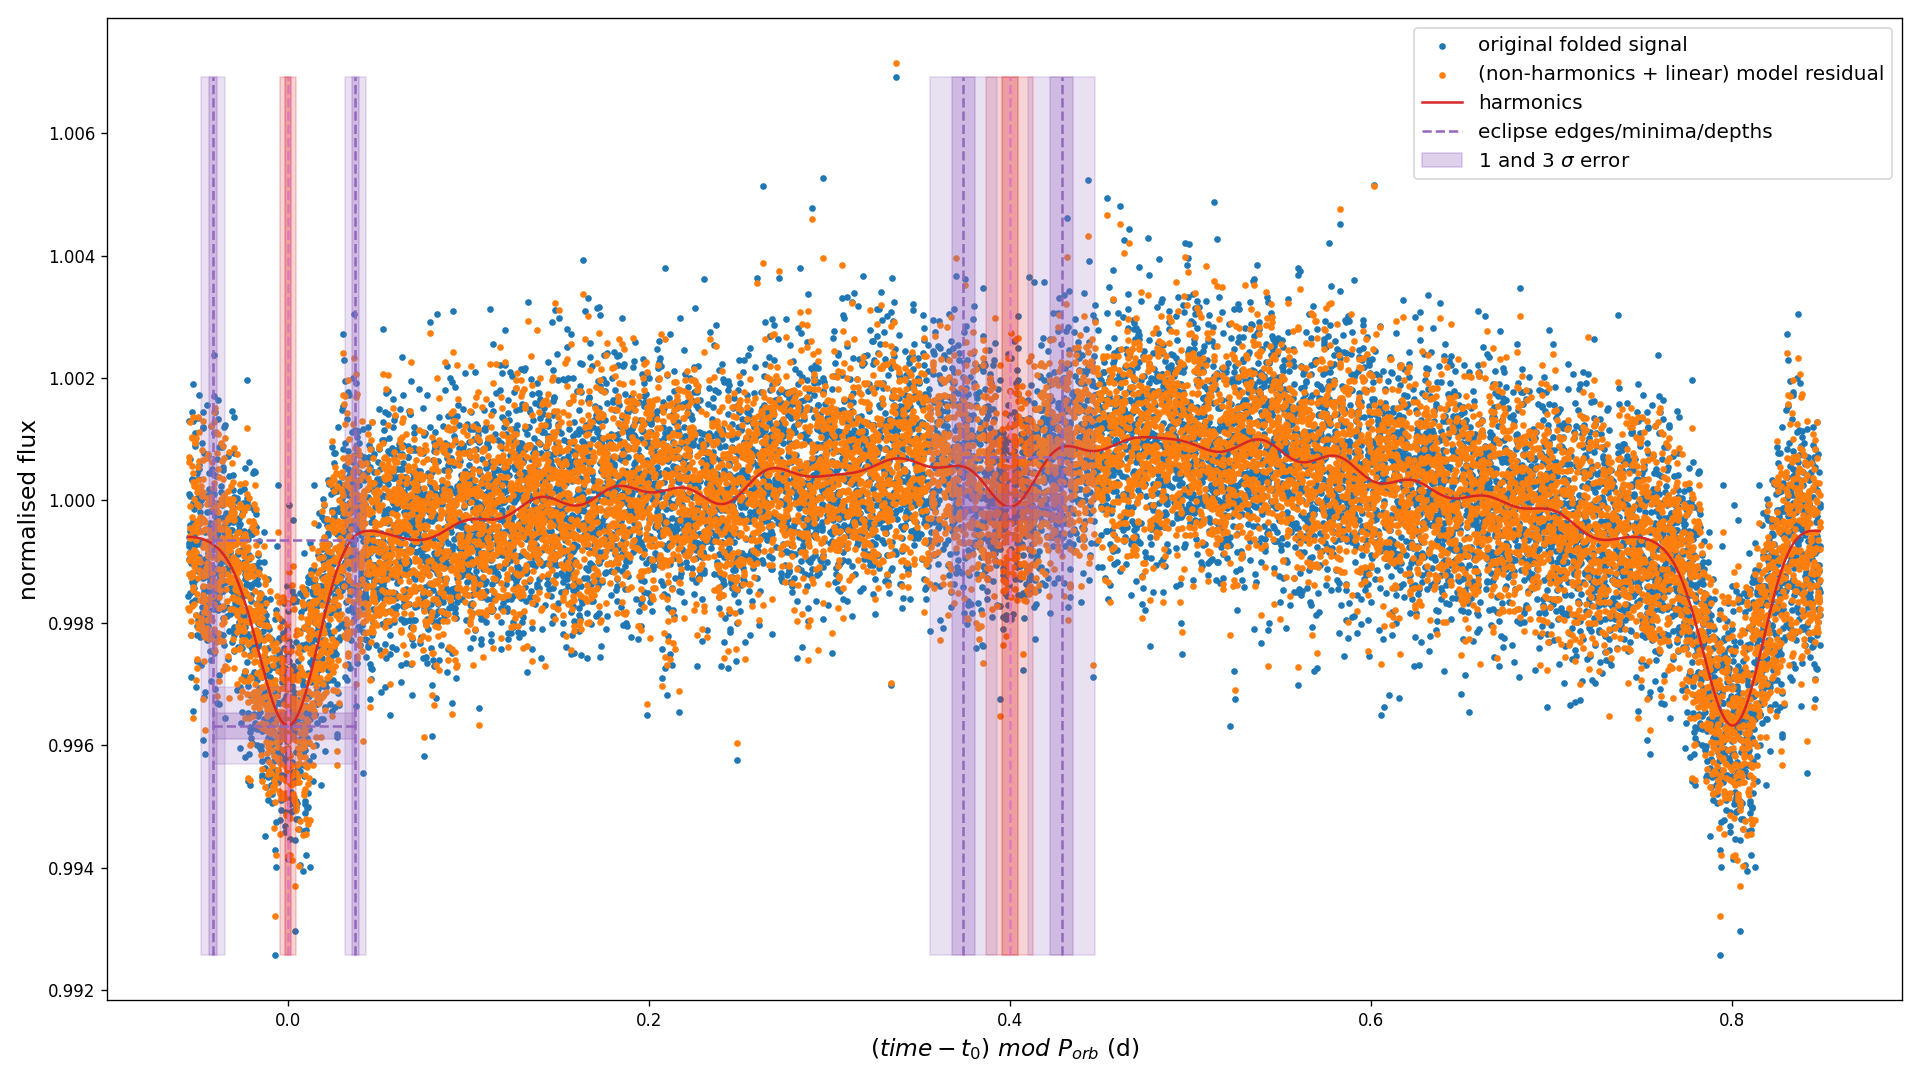 original folded signal
(non-harmonics + linear) model residual
harmonics
eclipse edges/minima/depths
1 and 3 σ error
normalised flux
1.006
1.004
1.002
1.000
0.998
0.996
0.994
0.992
0.0 0.2 0.4 0.6 0.8
(time − t₀) mod Pₒᵣb (d)